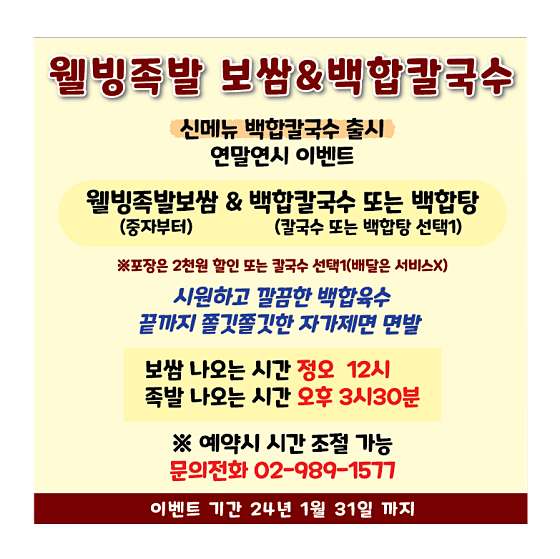 웰빙족발 보쌈&백합칼국수
신메뉴 백합칼국수 출시
연말연시 이벤트
웰빙족발보쌈 & 백합칼국수 또는 백합탕
(중자부터) (칼국수 또는 백합탕 선택1)
※포장은 2천원 할인 또는 칼국수 선택1(배달은 서비스X)
시원하고 깔끔한 백합육수
끝까지 쫄깃쫄깃한 자가제면 면발
보쌈 나오는 시간 정오 12시
족발 나오는 시간 오후 3시30분
※ 예약시 시간 조절 가능
문의전화 02-989-1577
이벤트 기간 24년 1월 31일 까지